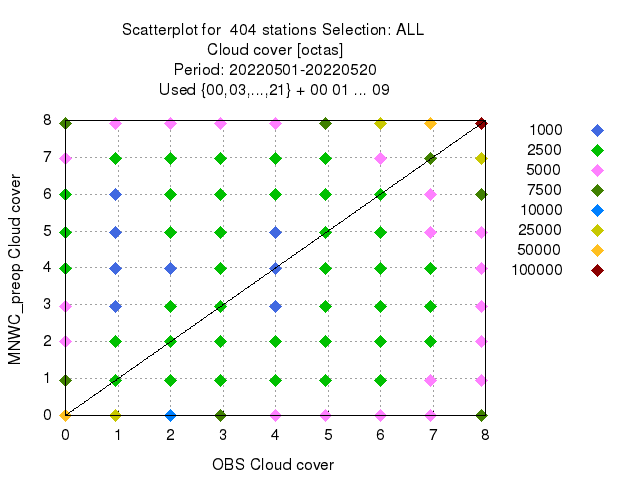 Scatterplot for 404 stations Selection: ALL
Cloud cover [octas]
Period: 20220501-20220520
Used {00,03,...,21} + 00 01 ... 09
MNWC_preop Cloud cover
8
7
6
5
4
3
2
1
0
0 1 2 3 4 5 6 7 8
OBS Cloud cover
1000
2500
5000
7500
10000
25000
50000
100000